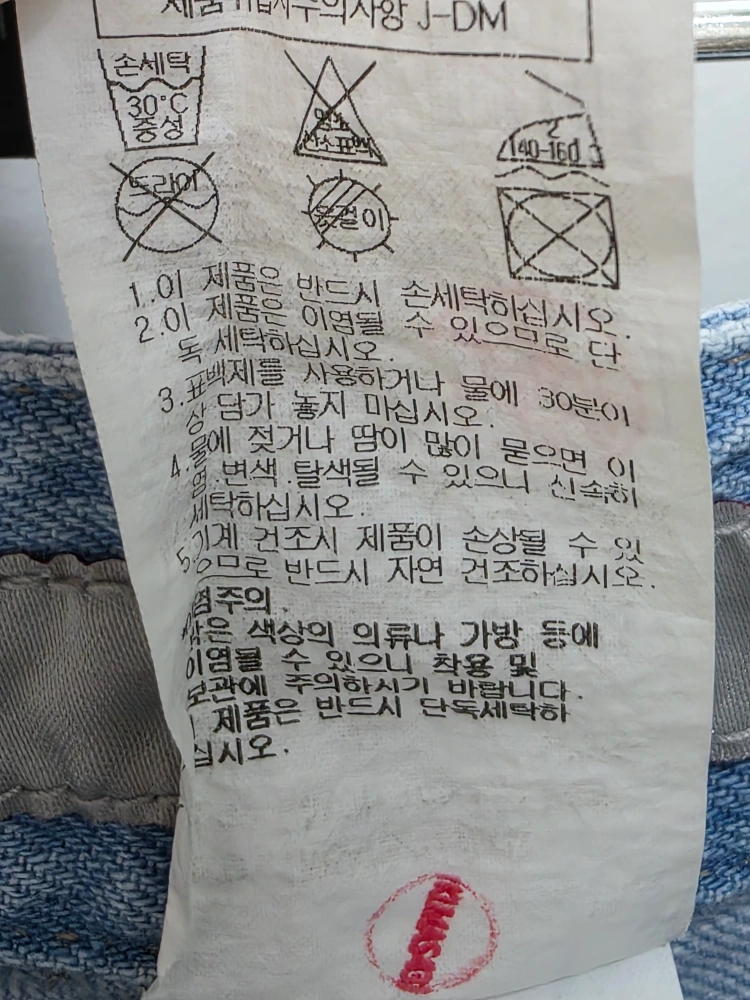 제품취급시주의사항 J-DM
손세탁
30°C
중성
염소
산소표백
2
140-160
드라이
옷걸이
1.이 제품은 반드시 손세탁하십시오.
2.이 제품은 이염될 수 있으므로 단
독 세탁하십시오.
3.표백제를 사용하거나 물에 30분이
상 담가 놓지 마십시오.
4.물에 젖거나 땀이 많이 묻으면 이
염.변색.탈색될 수 있으니 신속히
세탁하십시오.
5.기계 건조시 제품이 손상될 수 있
으므로 반드시 자연 건조하십시오.
이염주의.
밝은 색상의 의류나 가방 등에
이염될 수 있으니 착용 및
보관에 주의하시기 바랍니다.
제품은 반드시 단독세탁하
십시오.